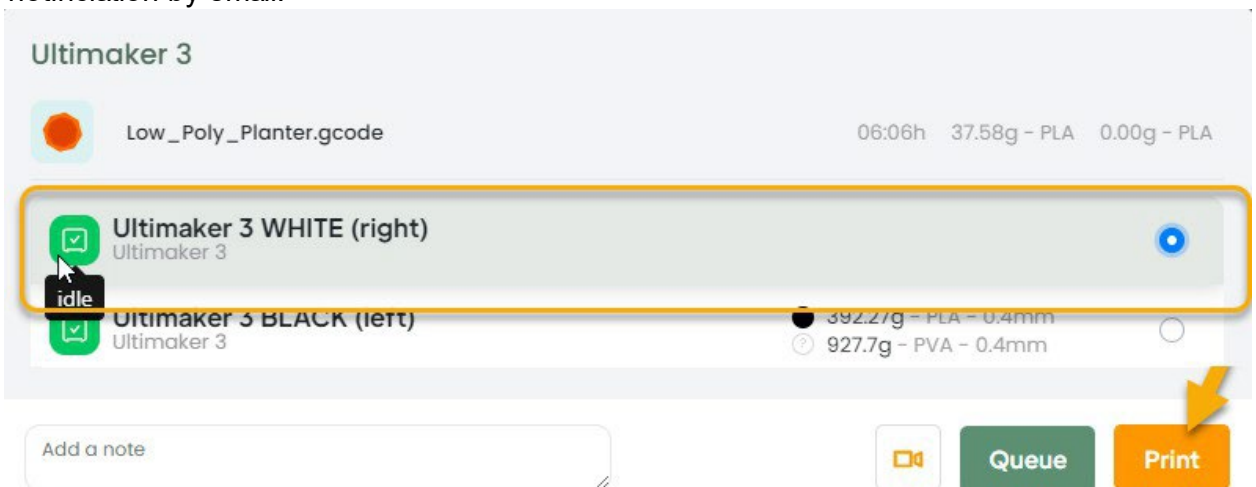 Ultimaker 3
Low_Poly_Planter.gcode 06:06h 37.58g - PLA 0.00g - PLA
Ultimaker 3 WHITE (right)
Ultimaker 3
idle
Ultimaker 3 BLACK (left) 392.27g - PLA - 0.4mm
Ultimaker 3 ? 927.7g - PVA - 0.4mm
Add a note Queue Print